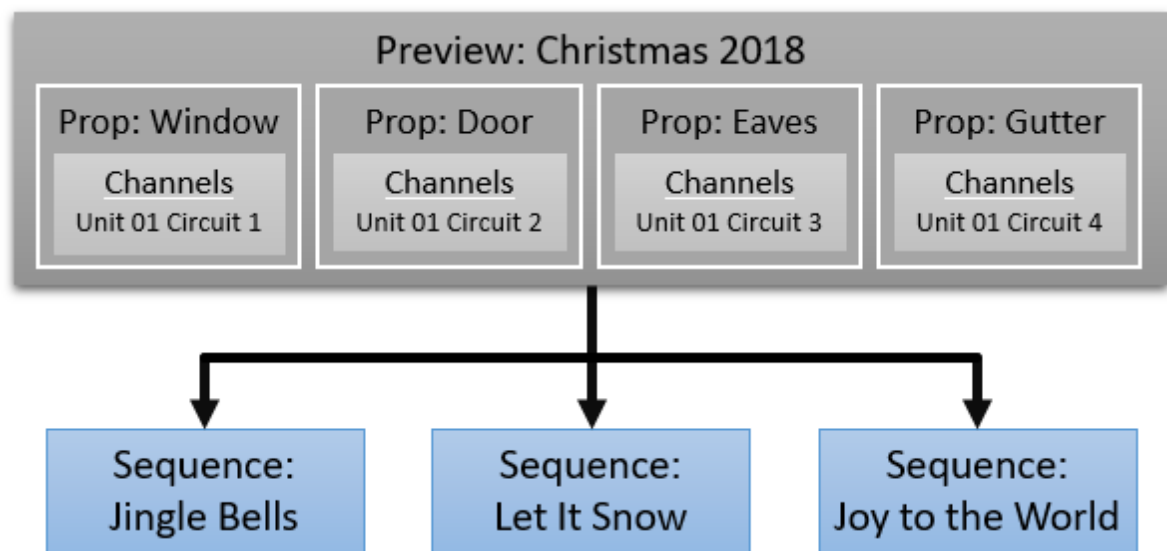 Preview: Christmas 2018
Prop: Window
Channels
Unit 01 Circuit 1
Prop: Door
Channels
Unit 01 Circuit 2
Prop: Eaves
Channels
Unit 01 Circuit 3
Prop: Gutter
Channels
Unit 01 Circuit 4
Sequence:
Jingle Bells
Sequence:
Let It Snow
Sequence:
Joy to the World